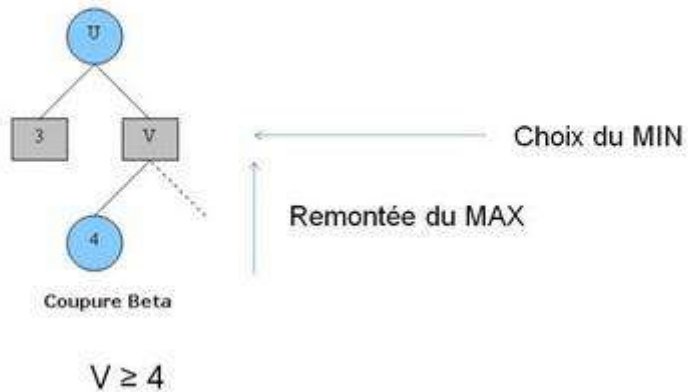 U
3
V
Choix du MIN
Remontée du MAX
4
Coupure Beta
V ≥ 4